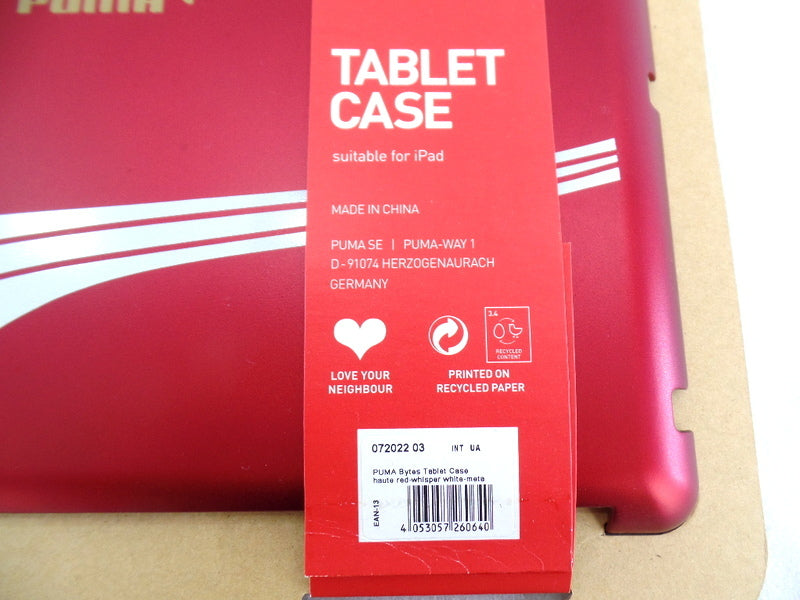 PUMA
TABLET
CASE
suitable for iPad
MADE IN CHINA
PUMA SE | PUMA-WAY 1
D-91074 HERZOGENAURACH
GERMANY
3.4
RECYCLED
CONTENT
LOVE YOUR
NEIGHBOUR
PRINTED ON
RECYCLED PAPER
072022 03 INT UA
PUMA Bytes Tablet Case
haute red-whisper white-meta
EAN-13
4 053057 260640